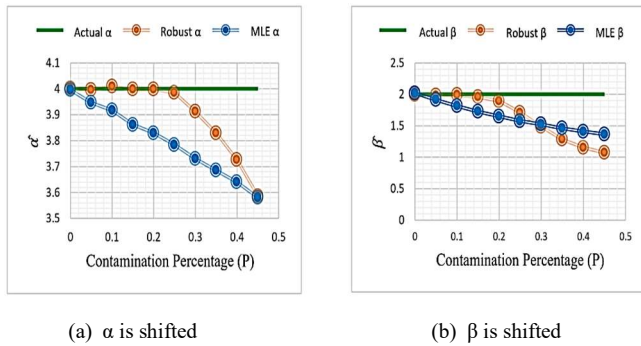 Actual α Robust α MLE α
4.1
4
3.9
3.8
3.7
3.6
3.5
α̂
0 0.1 0.2 0.3 0.4 0.5
Contamination Percentage (P)
(a) α is shifted
Actual β Robust β MLE β
2.5
2
1.5
1
0.5
0
β̂
0 0.1 0.2 0.3 0.4 0.5
Contamination Percentage (P)
(b) β is shifted